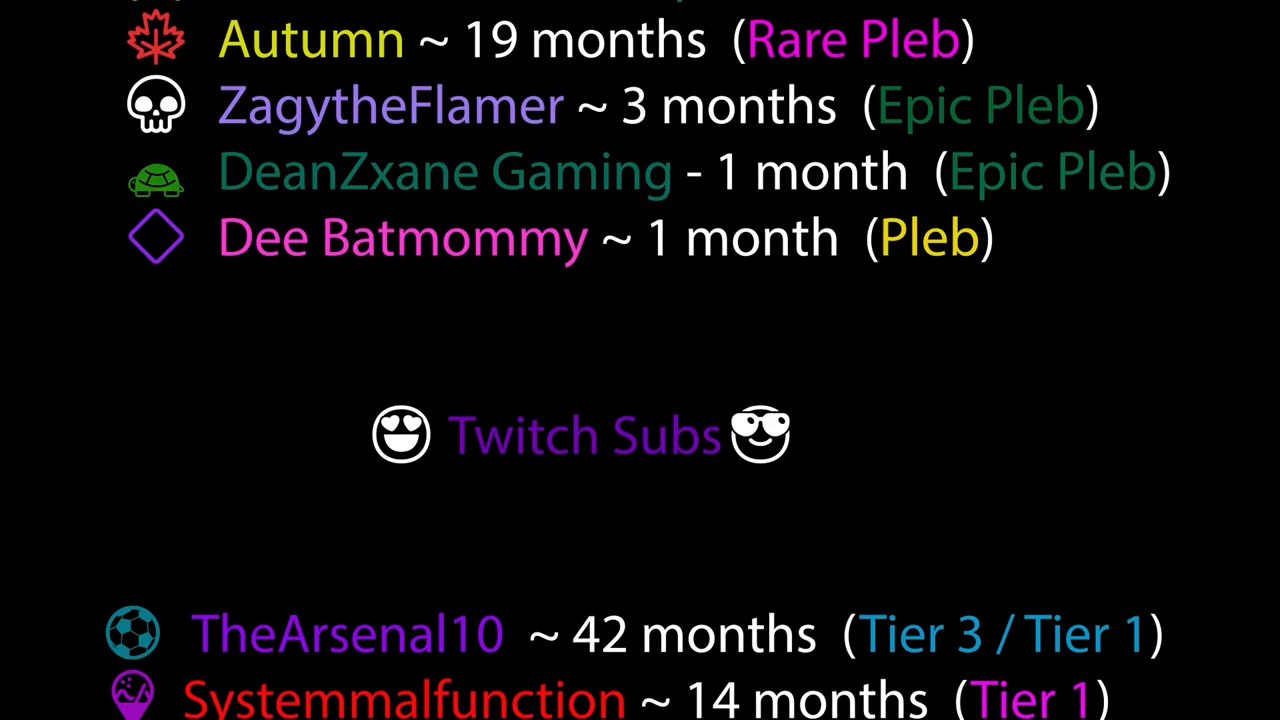 Autumn ~ 19 months (Rare Pleb)
ZagytheFlamer ~ 3 months (Epic Pleb)
DeanZxane Gaming - 1 month (Epic Pleb)
Dee Batmommy ~ 1 month (Pleb)
Twitch Subs
TheArsenal10 ~ 42 months (Tier 3 / Tier 1)
Systemmalfunction ~ 14 months (Tier 1)